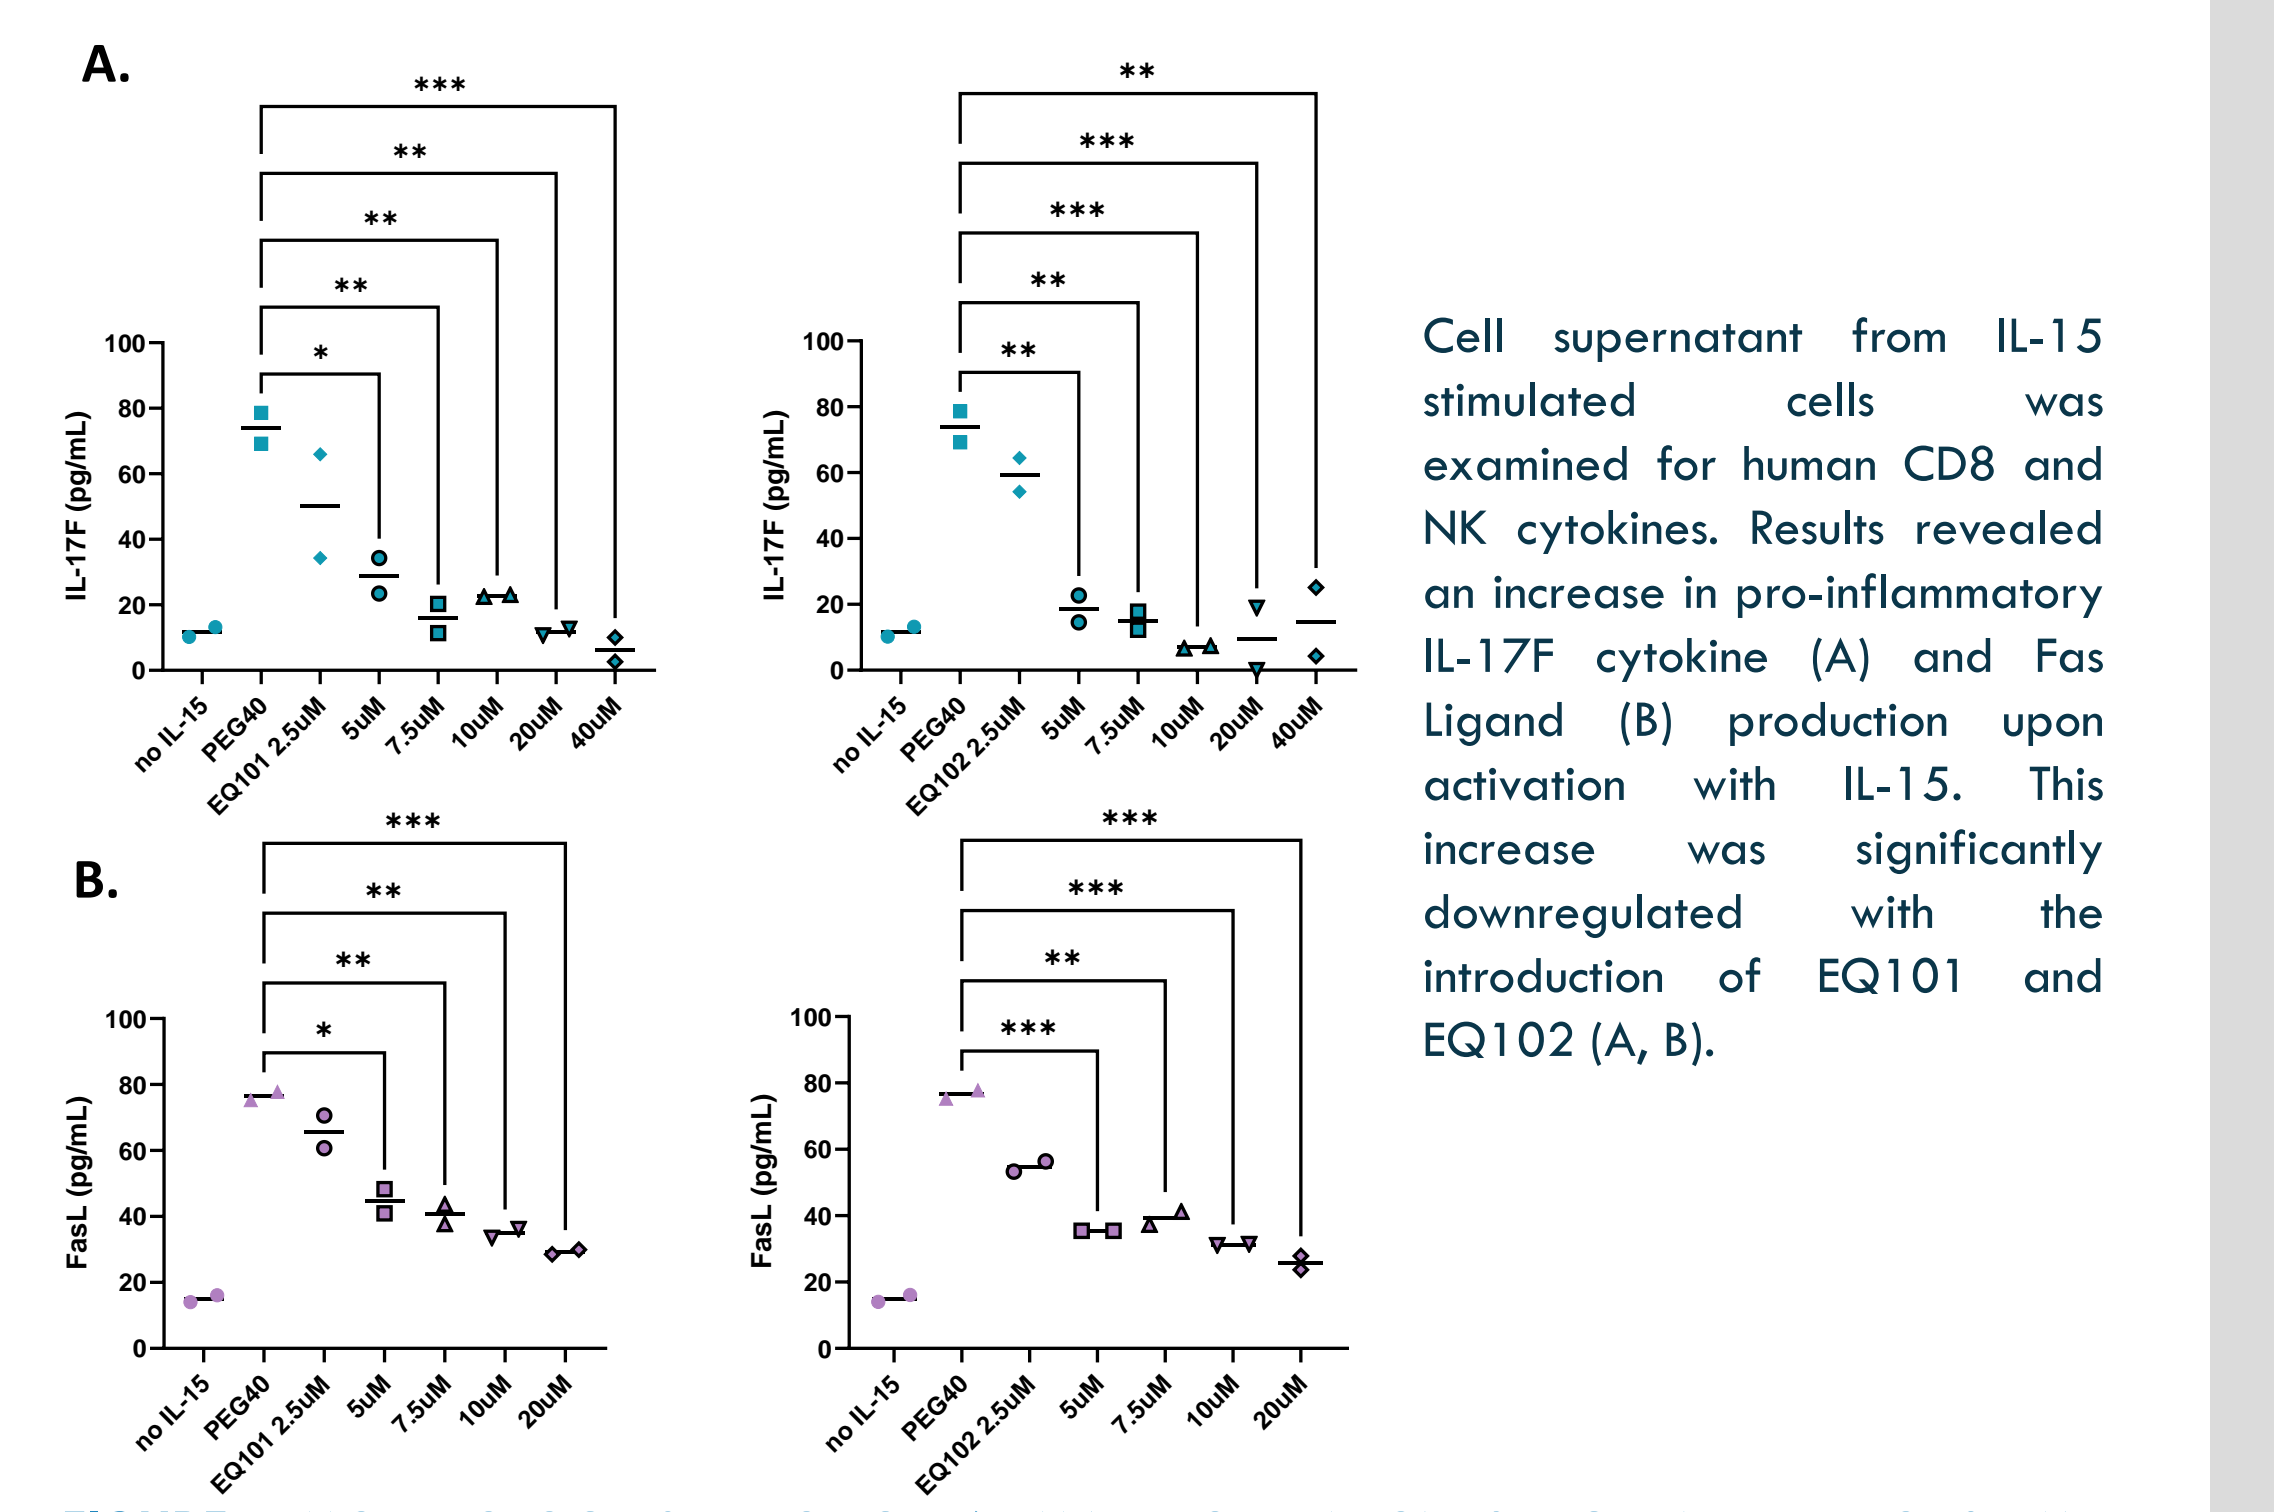 A.
***
**
**
**
*
100
80
60
40
20
0
IL-17F (pg/mL)
no IL-15
PEG40
EQ101 2.5uM
5uM
7.5uM
10uM
20uM
40uM
**
***
***
**
**
100
80
60
40
20
0
IL-17F (pg/mL)
no IL-15
PEG40
EQ102 2.5uM
5uM
7.5uM
10uM
20uM
40uM
B.
***
**
**
*
100
80
60
40
20
0
FasL (pg/mL)
no IL-15
PEG40
EQ101 2.5uM
5uM
7.5uM
10uM
20uM
***
***
**
***
100
80
60
40
20
0
FasL (pg/mL)
no IL-15
PEG40
EQ102 2.5uM
5uM
7.5uM
10uM
20uM
Cell supernatant from IL-15
stimulated cells was
examined for human CD8 and
NK cytokines. Results revealed
an increase in pro-inflammatory
IL-17F cytokine (A) and Fas
Ligand (B) production upon
activation with IL-15. This
increase was significantly
downregulated with the
introduction of EQ101 and
EQ102 (A, B).